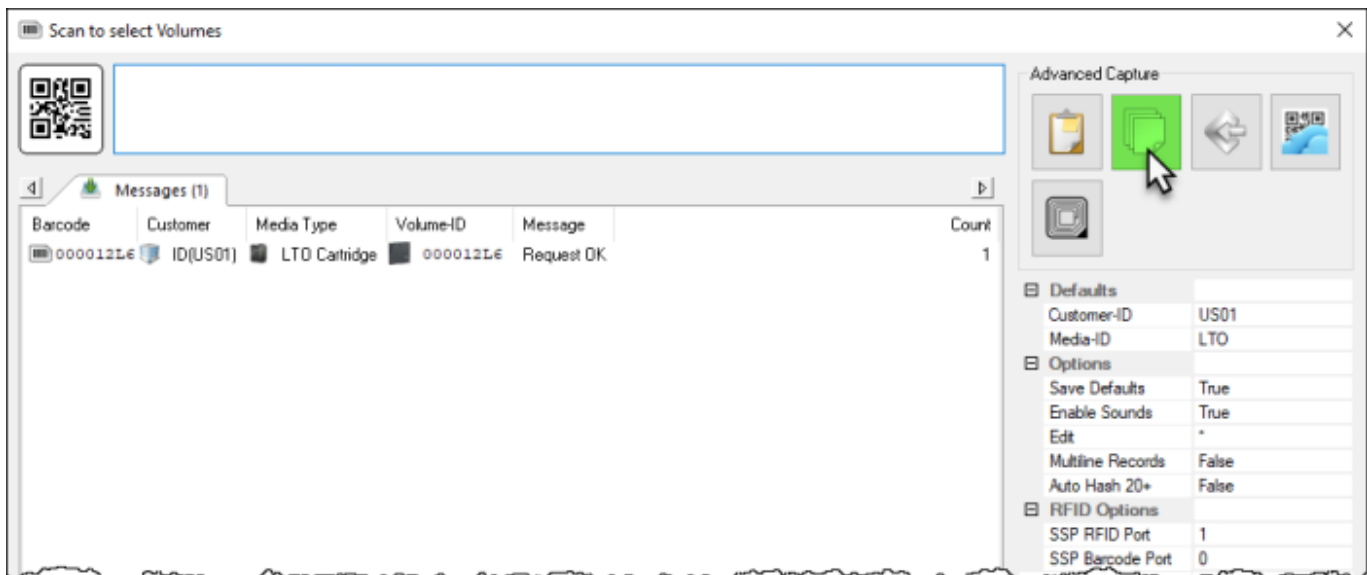 Scan to select Volumes
Advanced Capture
Messages (1)
Barcode Customer Media Type Volume-ID Message Count
000012L6 ID(US01) LTO Cartridge 000012L6 Request OK 1
Defaults
Customer-ID US01
Media-ID LTO
Options
Save Defaults True
Enable Sounds True
Edit *
Multiline Records False
Auto Hash 20+ False
RFID Options
SSP RFID Port 1
SSP Barcode Port 0